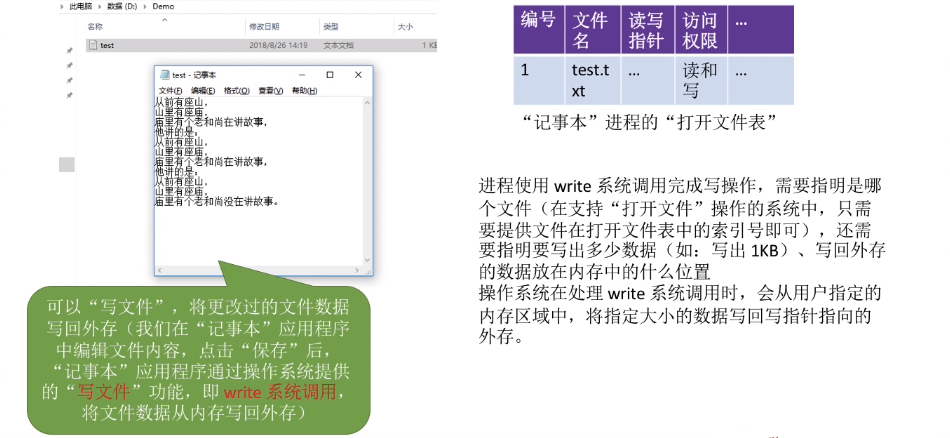 > 此电脑 > 数据 (D:) > Demo
名称
修改日期
类型
大小
test
2018/8/26 14:19
文本文档
1 KB
test - 记事本
文件(F) 编辑(E) 格式(O) 查看(V) 帮助(H)
从前有座山，
山里有座庙，
庙里有个老和尚在讲故事，
他讲的是：
从前有座山，
山里有座庙，
庙里有个老和尚在讲故事，
他讲的是：
从前有座山，
山里有座庙，
庙里有个老和尚没在讲故事。
可以“写文件”，将更改过的文件数据
写回外存（我们在“记事本”应用程序
中编辑文件内容，点击“保存”后，
“记事本”应用程序通过操作系统提供
的“写文件”功能，即 write 系统调用，
将文件数据从内存写回外存）
编号 文件名 读写指针 访问权限 …
1 test.txt … 读和写 …
“记事本”进程的“打开文件表”
进程使用 write 系统调用完成写操作，需要指明是哪
个文件（在支持“打开文件”操作的系统中，只需
要提供文件在打开文件表中的索引号即可），还需
要指明要写出多少数据（如：写出 1KB）、写回外存
的数据放在内存中的什么位置
操作系统在处理 write 系统调用时，会从用户指定的
内存区域中，将指定大小的数据写回写指针指向的
外存。